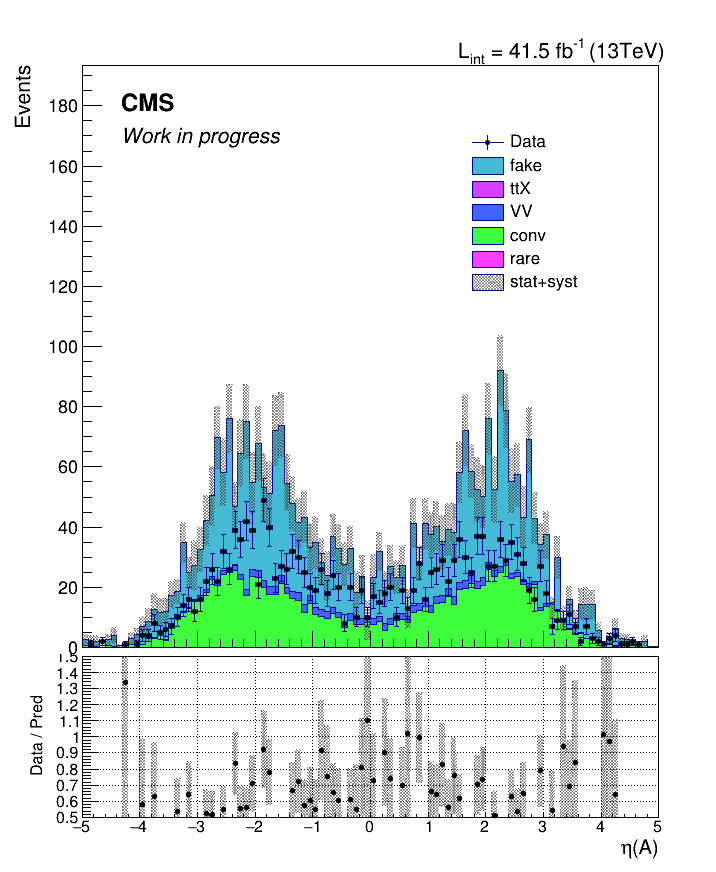 L_int = 41.5 fb^-1 (13TeV)
Events
CMS
Work in progress
Data
fake
ttX
VV
conv
rare
stat+syst
180
160
140
120
100
80
60
40
20
0
Data / Pred
1.5
1.4
1.3
1.2
1.1
1
0.9
0.8
0.7
0.6
0.5
−5 −4 −3 −2 −1 0 1 2 3 4 5
η(A)